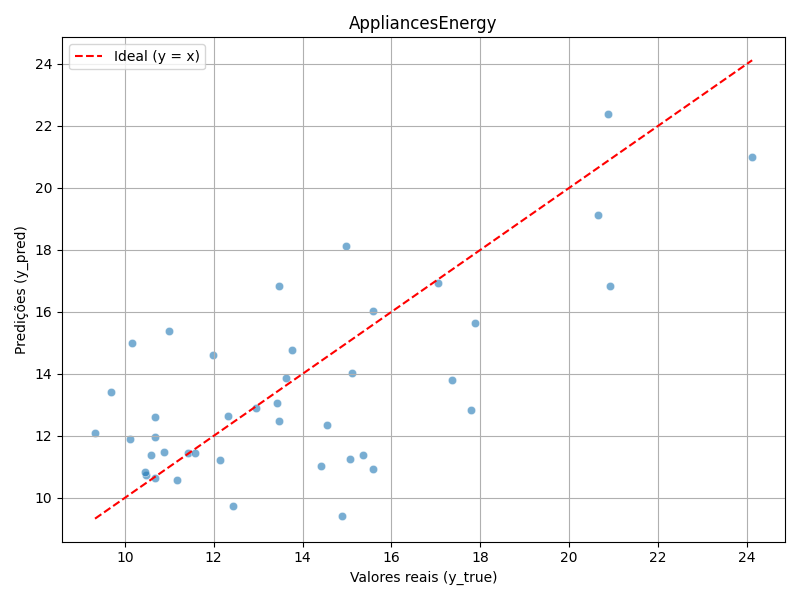 AppliancesEnergy
Ideal (y = x)
Predições (y_pred)
24
22
20
18
16
14
12
10
10 12 14 16 18 20 22 24
Valores reais (y_true)